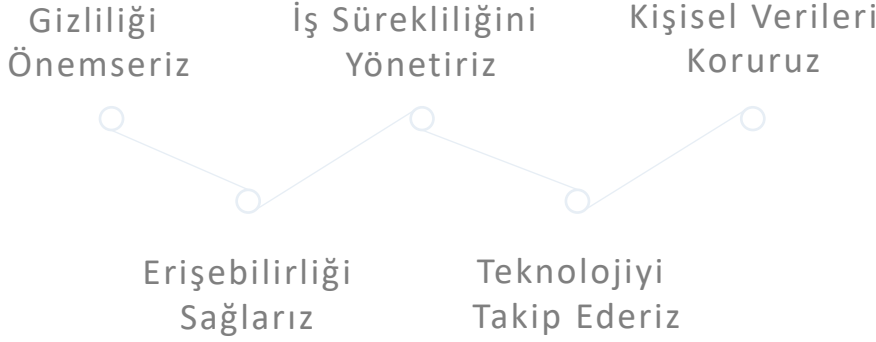 Gizliliği
Önemseriz
İş Sürekliliğini
Yönetiriz
Kişisel Verileri
Koruruz
Erişebilirliği
Sağlarız
Teknolojiyi
Takip Ederiz